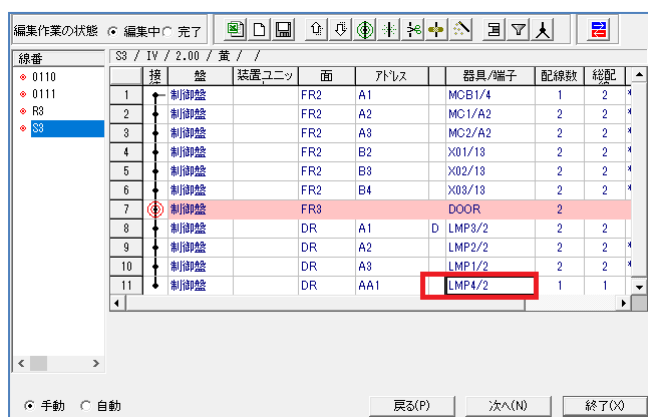 編集作業の状態 編集中 完了
線番
0110
0111
R3
S3
S3 / IV / 2.00 / 黄 / /
接 盤 装置ユニッ 面 アドレス 器具/端子 配線数 総配
1 制御盤 FR2 A1 MCB1/4 1 2 *
2 制御盤 FR2 A2 MC1/A2 2 2 *
3 制御盤 FR2 A3 MC2/A2 2 2 *
4 制御盤 FR2 B2 X01/13 2 2 *
5 制御盤 FR2 B3 X02/13 2 2 *
6 制御盤 FR2 B4 X03/13 2 2 *
7 制御盤 FR3 DOOR 2
8 制御盤 DR A1 D LMP3/2 2 2
9 制御盤 DR A2 LMP2/2 2 2 *
10 制御盤 DR A3 LMP1/2 2 2 *
11 制御盤 DR AA1 LMP4/2 1 1
手動 自動 戻る(P) 次へ(N) 終了(X)